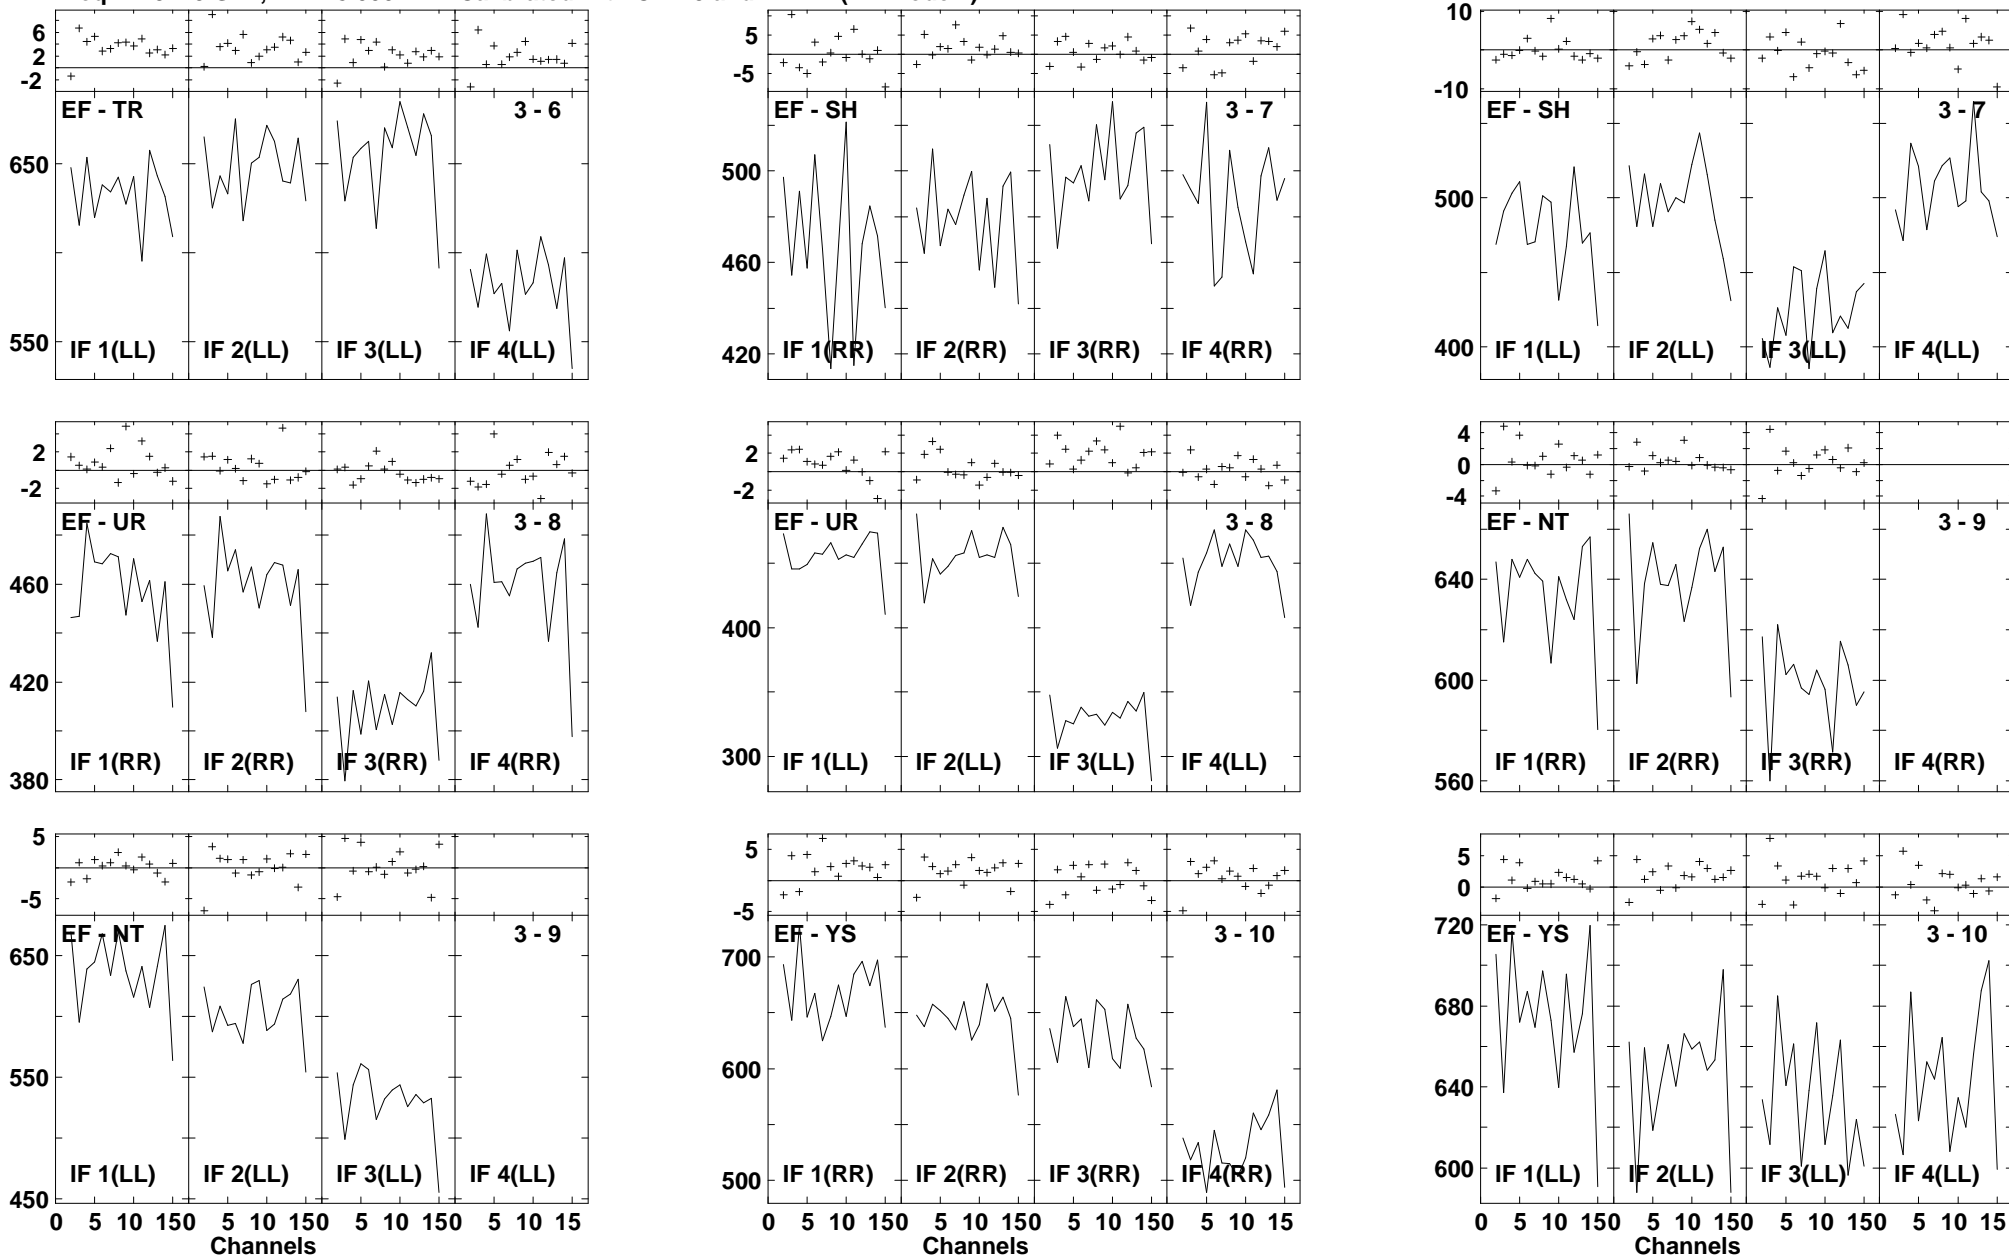 6
2
-2
EF - TR
3 - 6
650
550
IF 1(LL) IF 2(LL) IF 3(LL) IF 4(LL)
5
-5
EF - SH
3 - 7
500
460
420
IF 1(RR) IF 2(RR) IF 3(RR) IF 4(RR)
10
-10
EF - SH
3 - 7
500
400
IF 1(LL) IF 2(LL) IF 3(LL) IF 4(LL)
2
-2
EF - UR
3 - 8
460
420
380
IF 1(RR) IF 2(RR) IF 3(RR) IF 4(RR)
2
-2
EF - UR
3 - 8
400
300
IF 1(LL) IF 2(LL) IF 3(LL) IF 4(LL)
4
0
-4
EF - NT
3 - 9
640
600
560
IF 1(RR) IF 2(RR) IF 3(RR) IF 4(RR)
5
-5
EF - NT
3 - 9
650
550
450
IF 1(LL) IF 2(LL) IF 3(LL) IF 4(LL)
0 5 10 150 5 10 150 5 10 150 5 10 15
Channels
5
-5
EF - YS
3 - 10
700
600
500
IF 1(RR) IF 2(RR) IF 3(RR) IF 4(RR)
0 5 10 150 5 10 150 5 10 150 5 10 15
Channels
5
0
EF - YS
3 - 10
720
680
640
600
IF 1(LL) IF 2(LL) IF 3(LL) IF 4(LL)
0 5 10 150 5 10 150 5 10 150 5 10 15
Channels